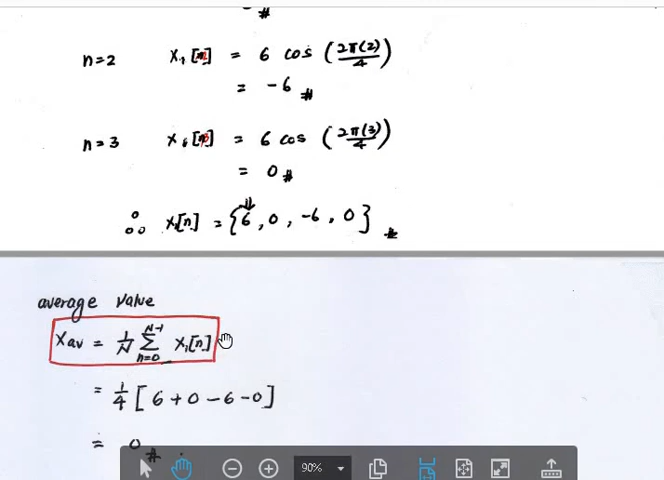 n=2 x₁[n] = 6 cos (2π(2)/4)
= -6 #
n=3 x₁[n] = 6 cos (2π(3)/4)
= 0 #
∴ x₁[n] = {6, 0, -6, 0} #
average value
Xav = 1/N Σ_{n=0}^{N-1} x₁[n]
= 1/4 [6 + 0 - 6 - 0]
= 0 #
90%